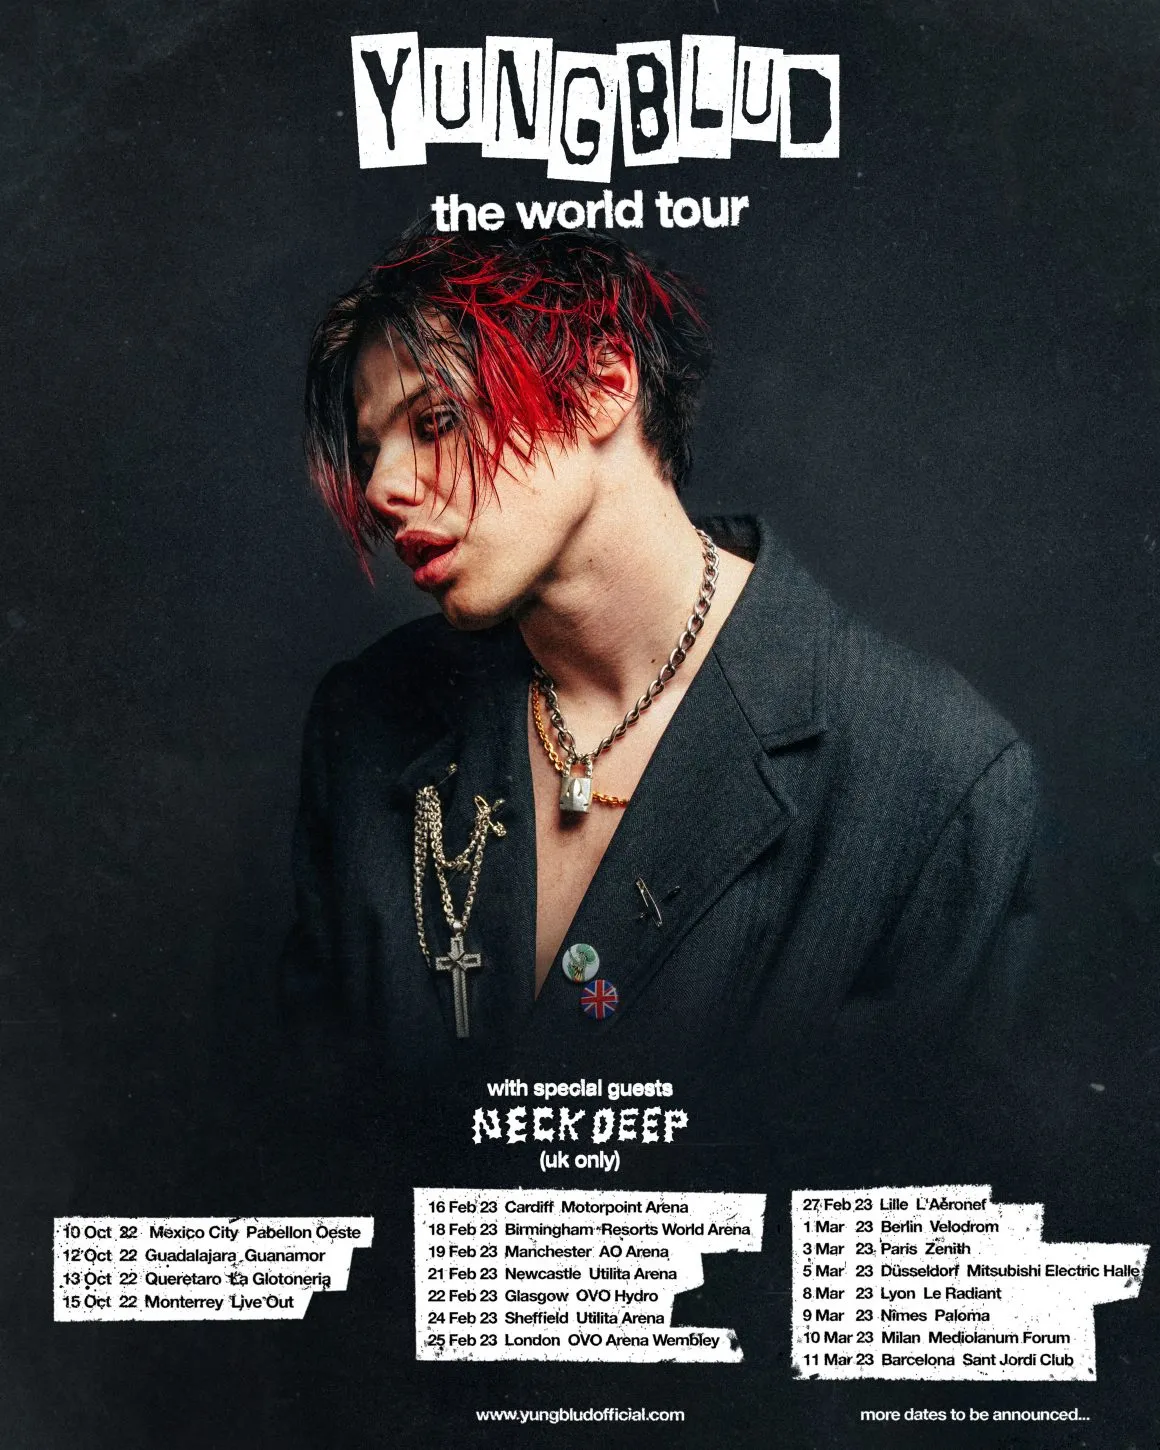 YUNGBLUD
the world tour
with special guests
NECK DEEP
(uk only)
10 Oct 22 Mexico City Pabellon Oeste
12 Oct 22 Guadalajara Guanamor
13 Oct 22 Queretaro La Glotoneria
15 Oct 22 Monterrey Live Out
16 Feb 23 Cardiff Motorpoint Arena
18 Feb 23 Birmingham Resorts World Arena
19 Feb 23 Manchester AO Arena
21 Feb 23 Newcastle Utilita Arena
22 Feb 23 Glasgow OVO Hydro
24 Feb 23 Sheffield Utilita Arena
25 Feb 23 London OVO Arena Wembley
27 Feb 23 Lille L'Aéronef
1 Mar 23 Berlin Velodrom
3 Mar 23 Paris Zenith
5 Mar 23 Düsseldorf Mitsubishi Electric Halle
8 Mar 23 Lyon Le Radiant
9 Mar 23 Nîmes Paloma
10 Mar 23 Milan Mediolanum Forum
11 Mar 23 Barcelona Sant Jordi Club
www.yungbludofficial.com
more dates to be announced...